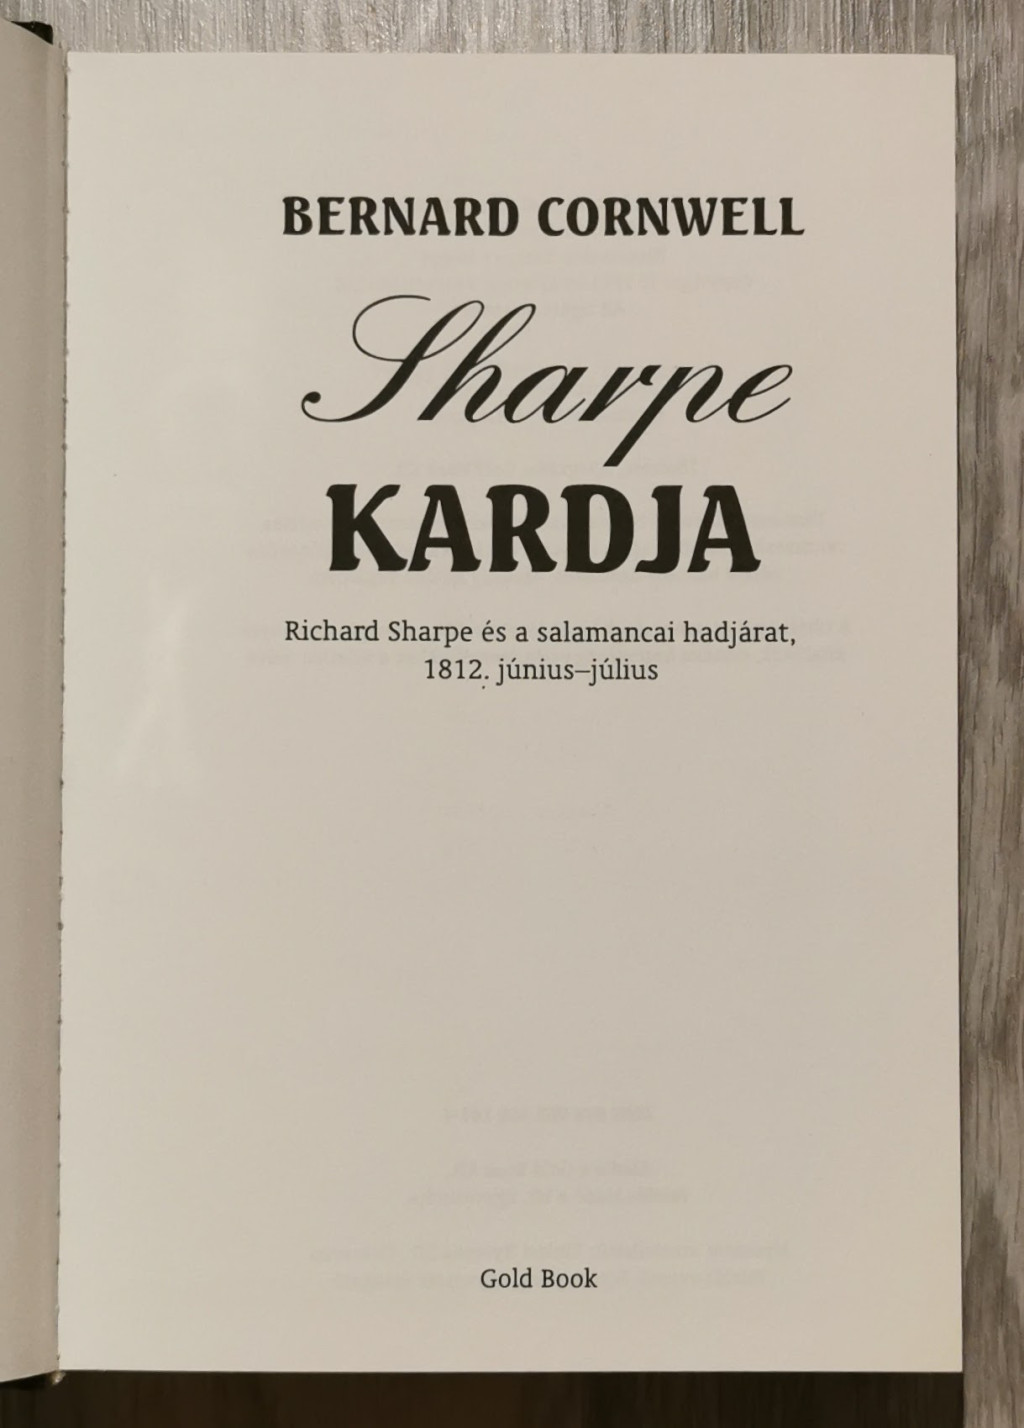 BERNARD CORNWELL
Sharpe
KARDJA
Richard Sharpe és a salamancai hadjárat,
1812. június–július
Gold Book